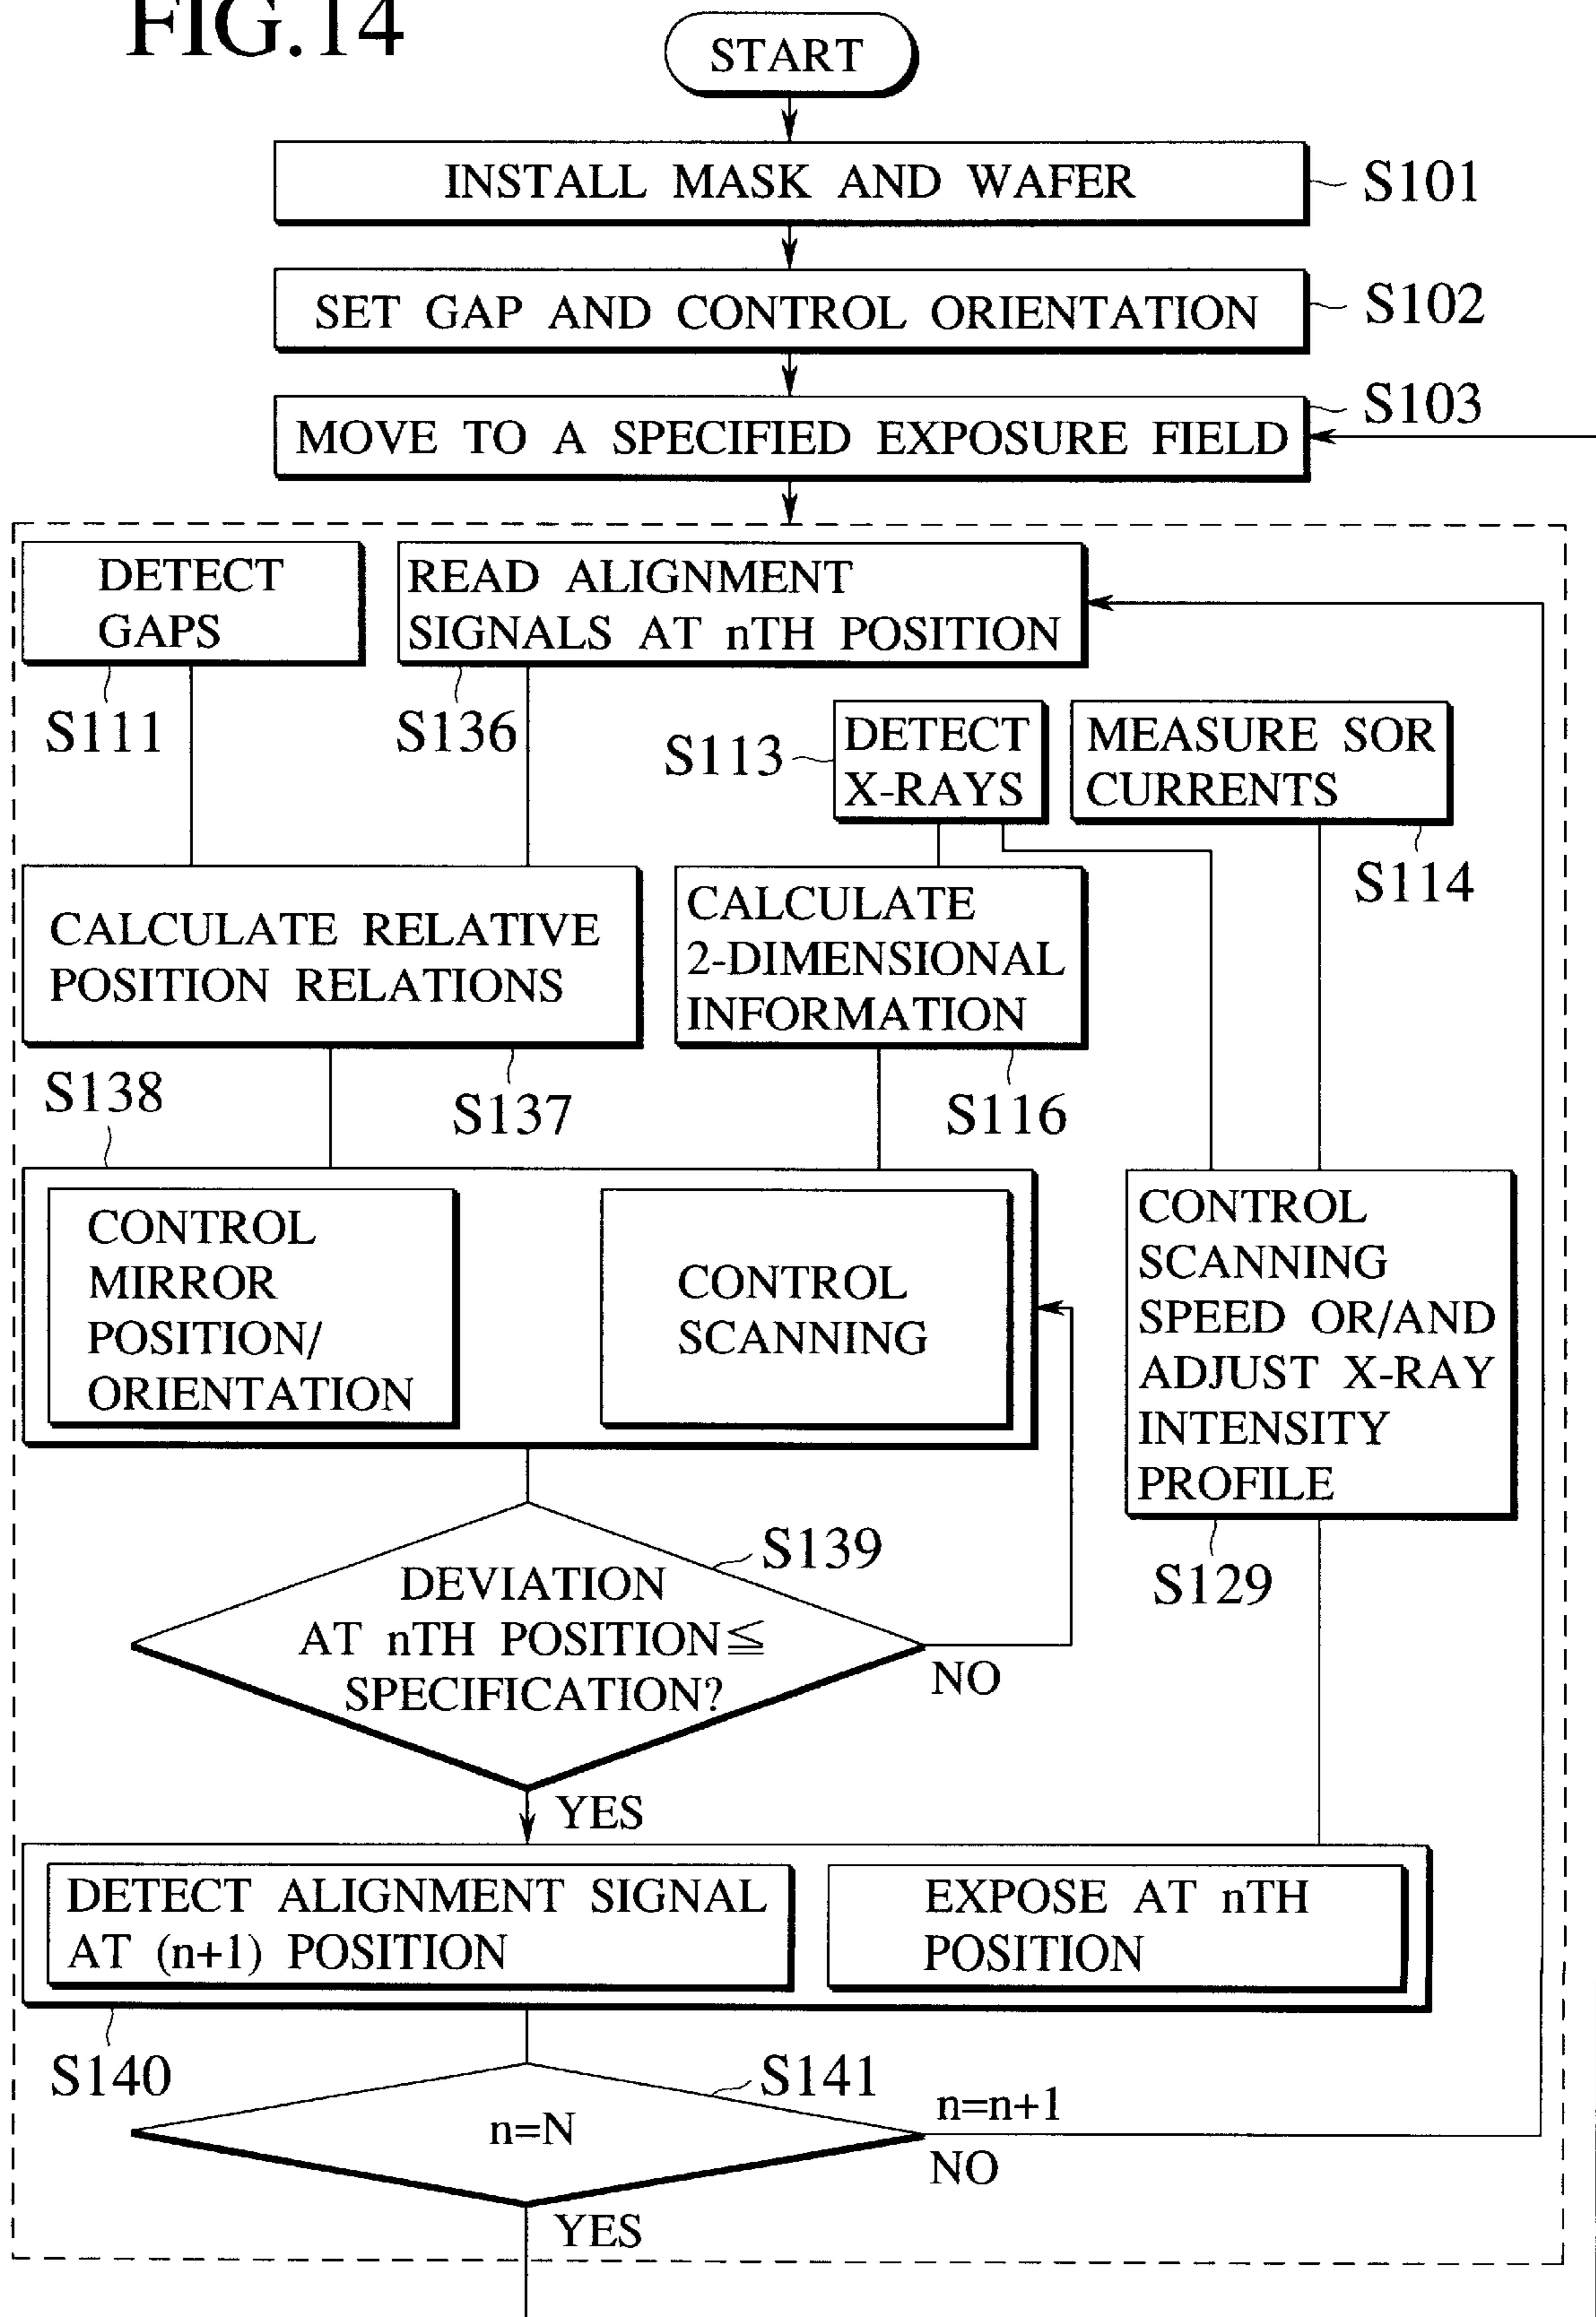 FIG.14
START
INSTALL MASK AND WAFER
S101
SET GAP AND CONTROL ORIENTATION
S102
MOVE TO A SPECIFIED EXPOSURE FIELD
S103
DETECT
GAPS
S111
READ ALIGNMENT
SIGNALS AT nTH POSITION
S136
S113
DETECT
X-RAYS
MEASURE SOR
CURRENTS
S114
CALCULATE RELATIVE
POSITION RELATIONS
S137
CALCULATE
2-DIMENSIONAL
INFORMATION
S116
S138
CONTROL
MIRROR
POSITION/
ORIENTATION
CONTROL
SCANNING
CONTROL
SCANNING
SPEED OR/AND
ADJUST X-RAY
INTENSITY
PROFILE
S129
S139
DEVIATION
AT nTH POSITION≦
SPECIFICATION?
NO
YES
DETECT ALIGNMENT SIGNAL
AT (n+1) POSITION
EXPOSE AT nTH
POSITION
S140
S141
n=N
n=n+1
NO
YES